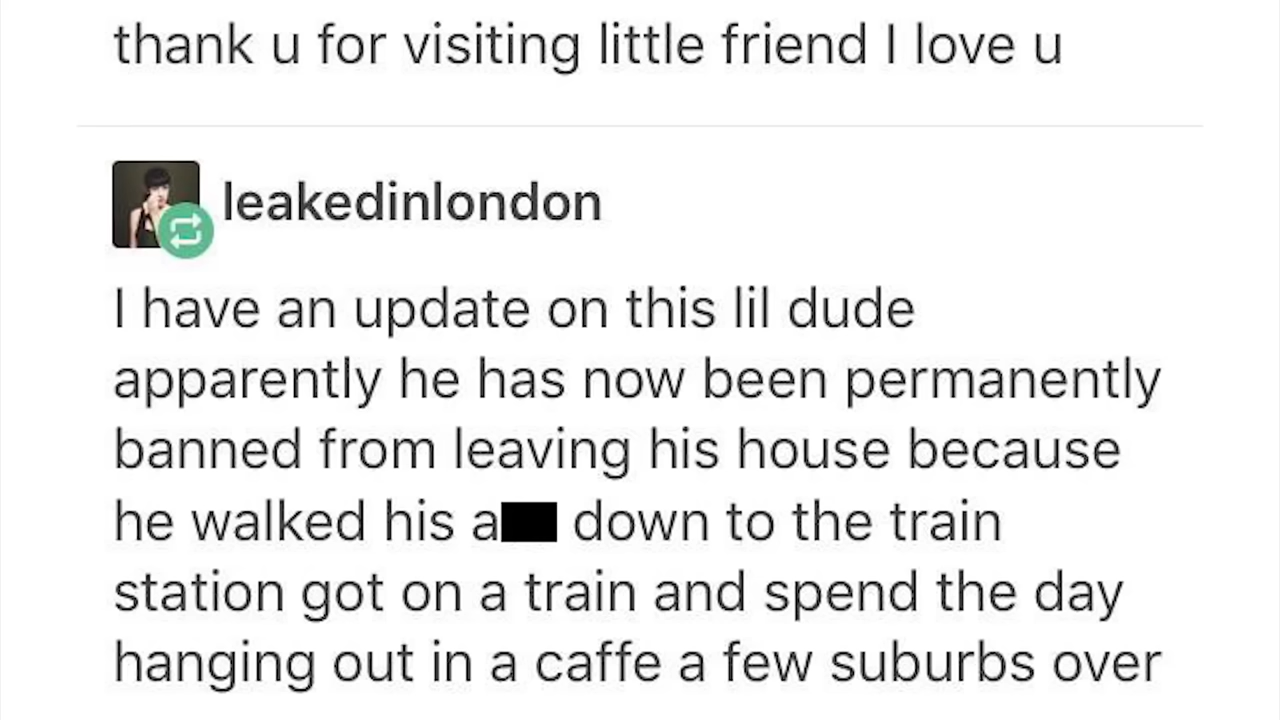 thank u for visiting little friend I love u
leakedinlondon
I have an update on this lil dude
apparently he has now been permanently
banned from leaving his house because
he walked his a down to the train
station got on a train and spend the day
hanging out in a caffe a few suburbs over